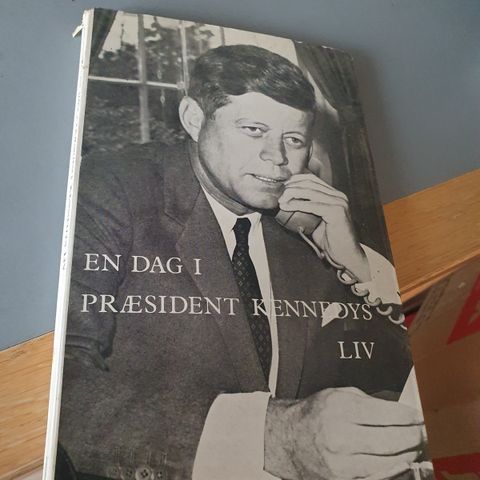 EN DAG I
PRÆSIDENT KENNEDYS
LIV